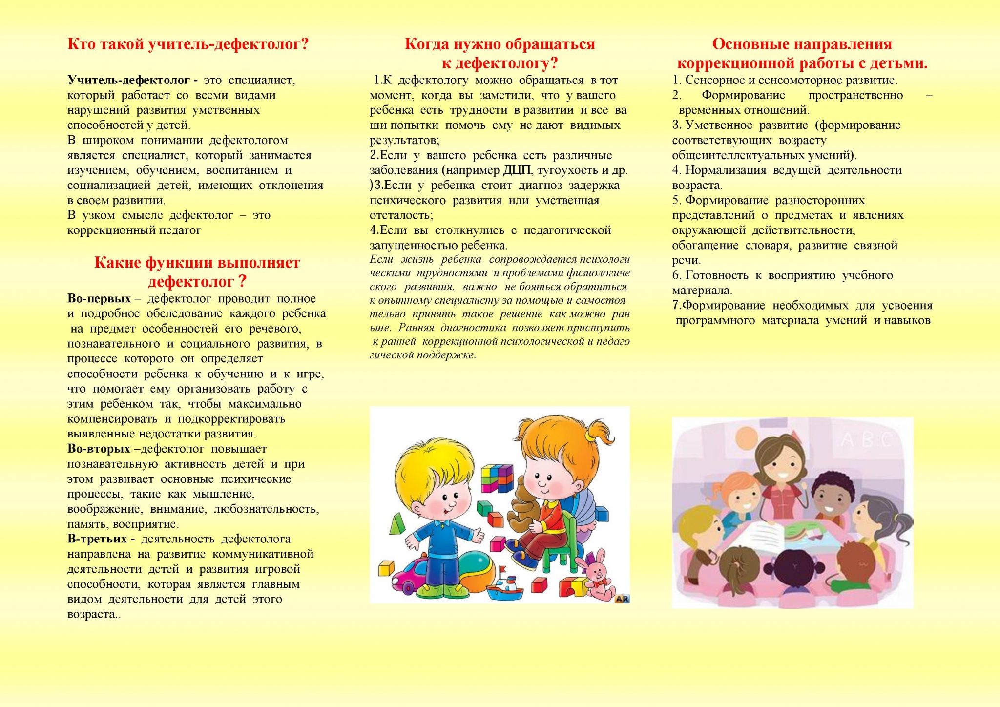 Кто такой учитель-дефектолог?
Учитель-дефектолог - это специалист,
который работает со всеми видами
нарушений развития умственных
способностей у детей.
В широком понимании дефектологом
является специалист, который занимается
изучением, обучением, воспитанием и
социализацией детей, имеющих отклонения
в своем развитии.
В узком смысле дефектолог – это
коррекционный педагог
Какие функции выполняет
дефектолог ?
Во-первых – дефектолог проводит полное
и подробное обследование каждого ребенка
на предмет особенностей его речевого,
познавательного и социального развития, в
процессе которого он определяет
способности ребенка к обучению и к игре,
что помогает ему организовать работу с
этим ребенком так, чтобы максимально
компенсировать и подкорректировать
выявленные недостатки развития.
Во-вторых –дефектолог повышает
познавательную активность детей и при
этом развивает основные психические
процессы, такие как мышление,
воображение, внимание, любознательность,
память, восприятие.
В-третьих - деятельность дефектолога
направлена на развитие коммуникативной
деятельности детей и развития игровой
способности, которая является главным
видом деятельности для детей этого
возраста..
Когда нужно обращаться
к дефектологу?
1.К дефектологу можно обращаться в тот
момент, когда вы заметили, что у вашего
ребенка есть трудности в развитии и все ва
ши попытки помочь ему не дают видимых
результатов;
2.Если у вашего ребенка есть различные
заболевания (например ДЦП, тугоухость и др.
)3.Если у ребенка стоит диагноз задержка
психического развития или умственная
отсталость;
4.Если вы столкнулись с педагогической
запущенностью ребенка.
Если жизнь ребенка сопровождается психологи
ческими трудностями и проблемами физиологиче
ского развития, важно не бояться обратиться
к опытному специалисту за помощью и самостоя
тельно принять такое решение как можно ран
ьше. Ранняя диагностика позволяет приступить
к ранней коррекционной психологической и педаго
гической поддержке.
AR
Основные направления
коррекционной работы с детьми.
1. Сенсорное и сенсомоторное развитие.
2. Формирование пространственно –
временных отношений.
3. Умственное развитие (формирование
соответствующих возрасту
общеинтеллектуальных умений).
4. Нормализация ведущей деятельности
возраста.
5. Формирование разносторонних
представлений о предметах и явлениях
окружающей действительности,
обогащение словаря, развитие связной
речи.
6. Готовность к восприятию учебного
материала.
7.Формирование необходимых для усвоения
программного материала умений и навыков
ABC